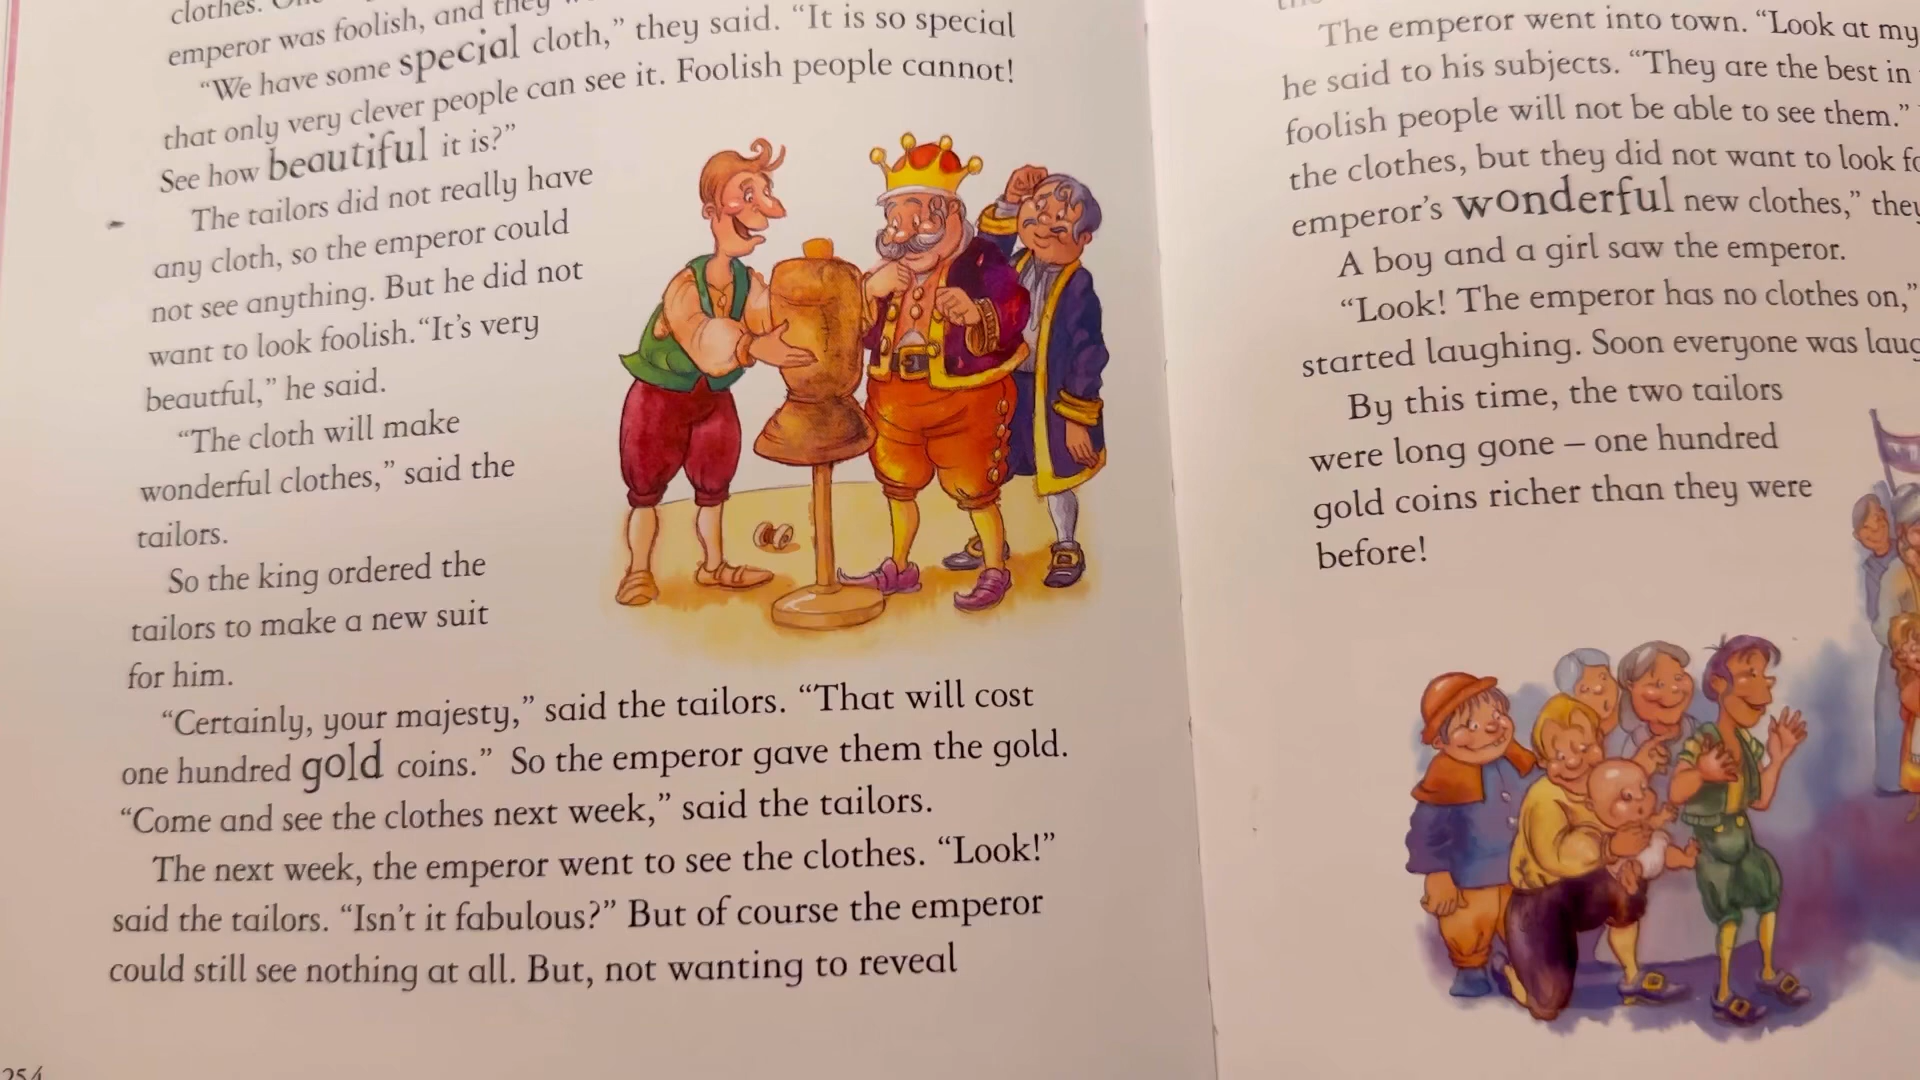 clothes.
emperor was foolish, and they
“We have some special cloth,” they said. “It is so special
that only very clever people can see it. Foolish people cannot!
See how beautiful it is?”
The tailors did not really have
any cloth, so the emperor could
not see anything. But he did not
want to look foolish.“It’s very
beautful,” he said.
“The cloth will make
wonderful clothes,” said the
tailors.
So the king ordered the
tailors to make a new suit
for him.
“Certainly, your majesty,” said the tailors. “That will cost
one hundred gold coins.” So the emperor gave them the gold.
“Come and see the clothes next week,” said the tailors.
The next week, the emperor went to see the clothes. “Look!”
said the tailors. “Isn’t it fabulous?” But of course the emperor
could still see nothing at all. But, not wanting to reveal
254
The emperor went into town. “Look at my
he said to his subjects. “They are the best in
foolish people will not be able to see them.”
the clothes, but they did not want to look
emperor’s wonderful new clothes,” they
A boy and a girl saw the emperor.
“Look! The emperor has no clothes on,”
started laughing. Soon everyone was
By this time, the two tailors
were long gone – one hundred
gold coins richer than they were
before!